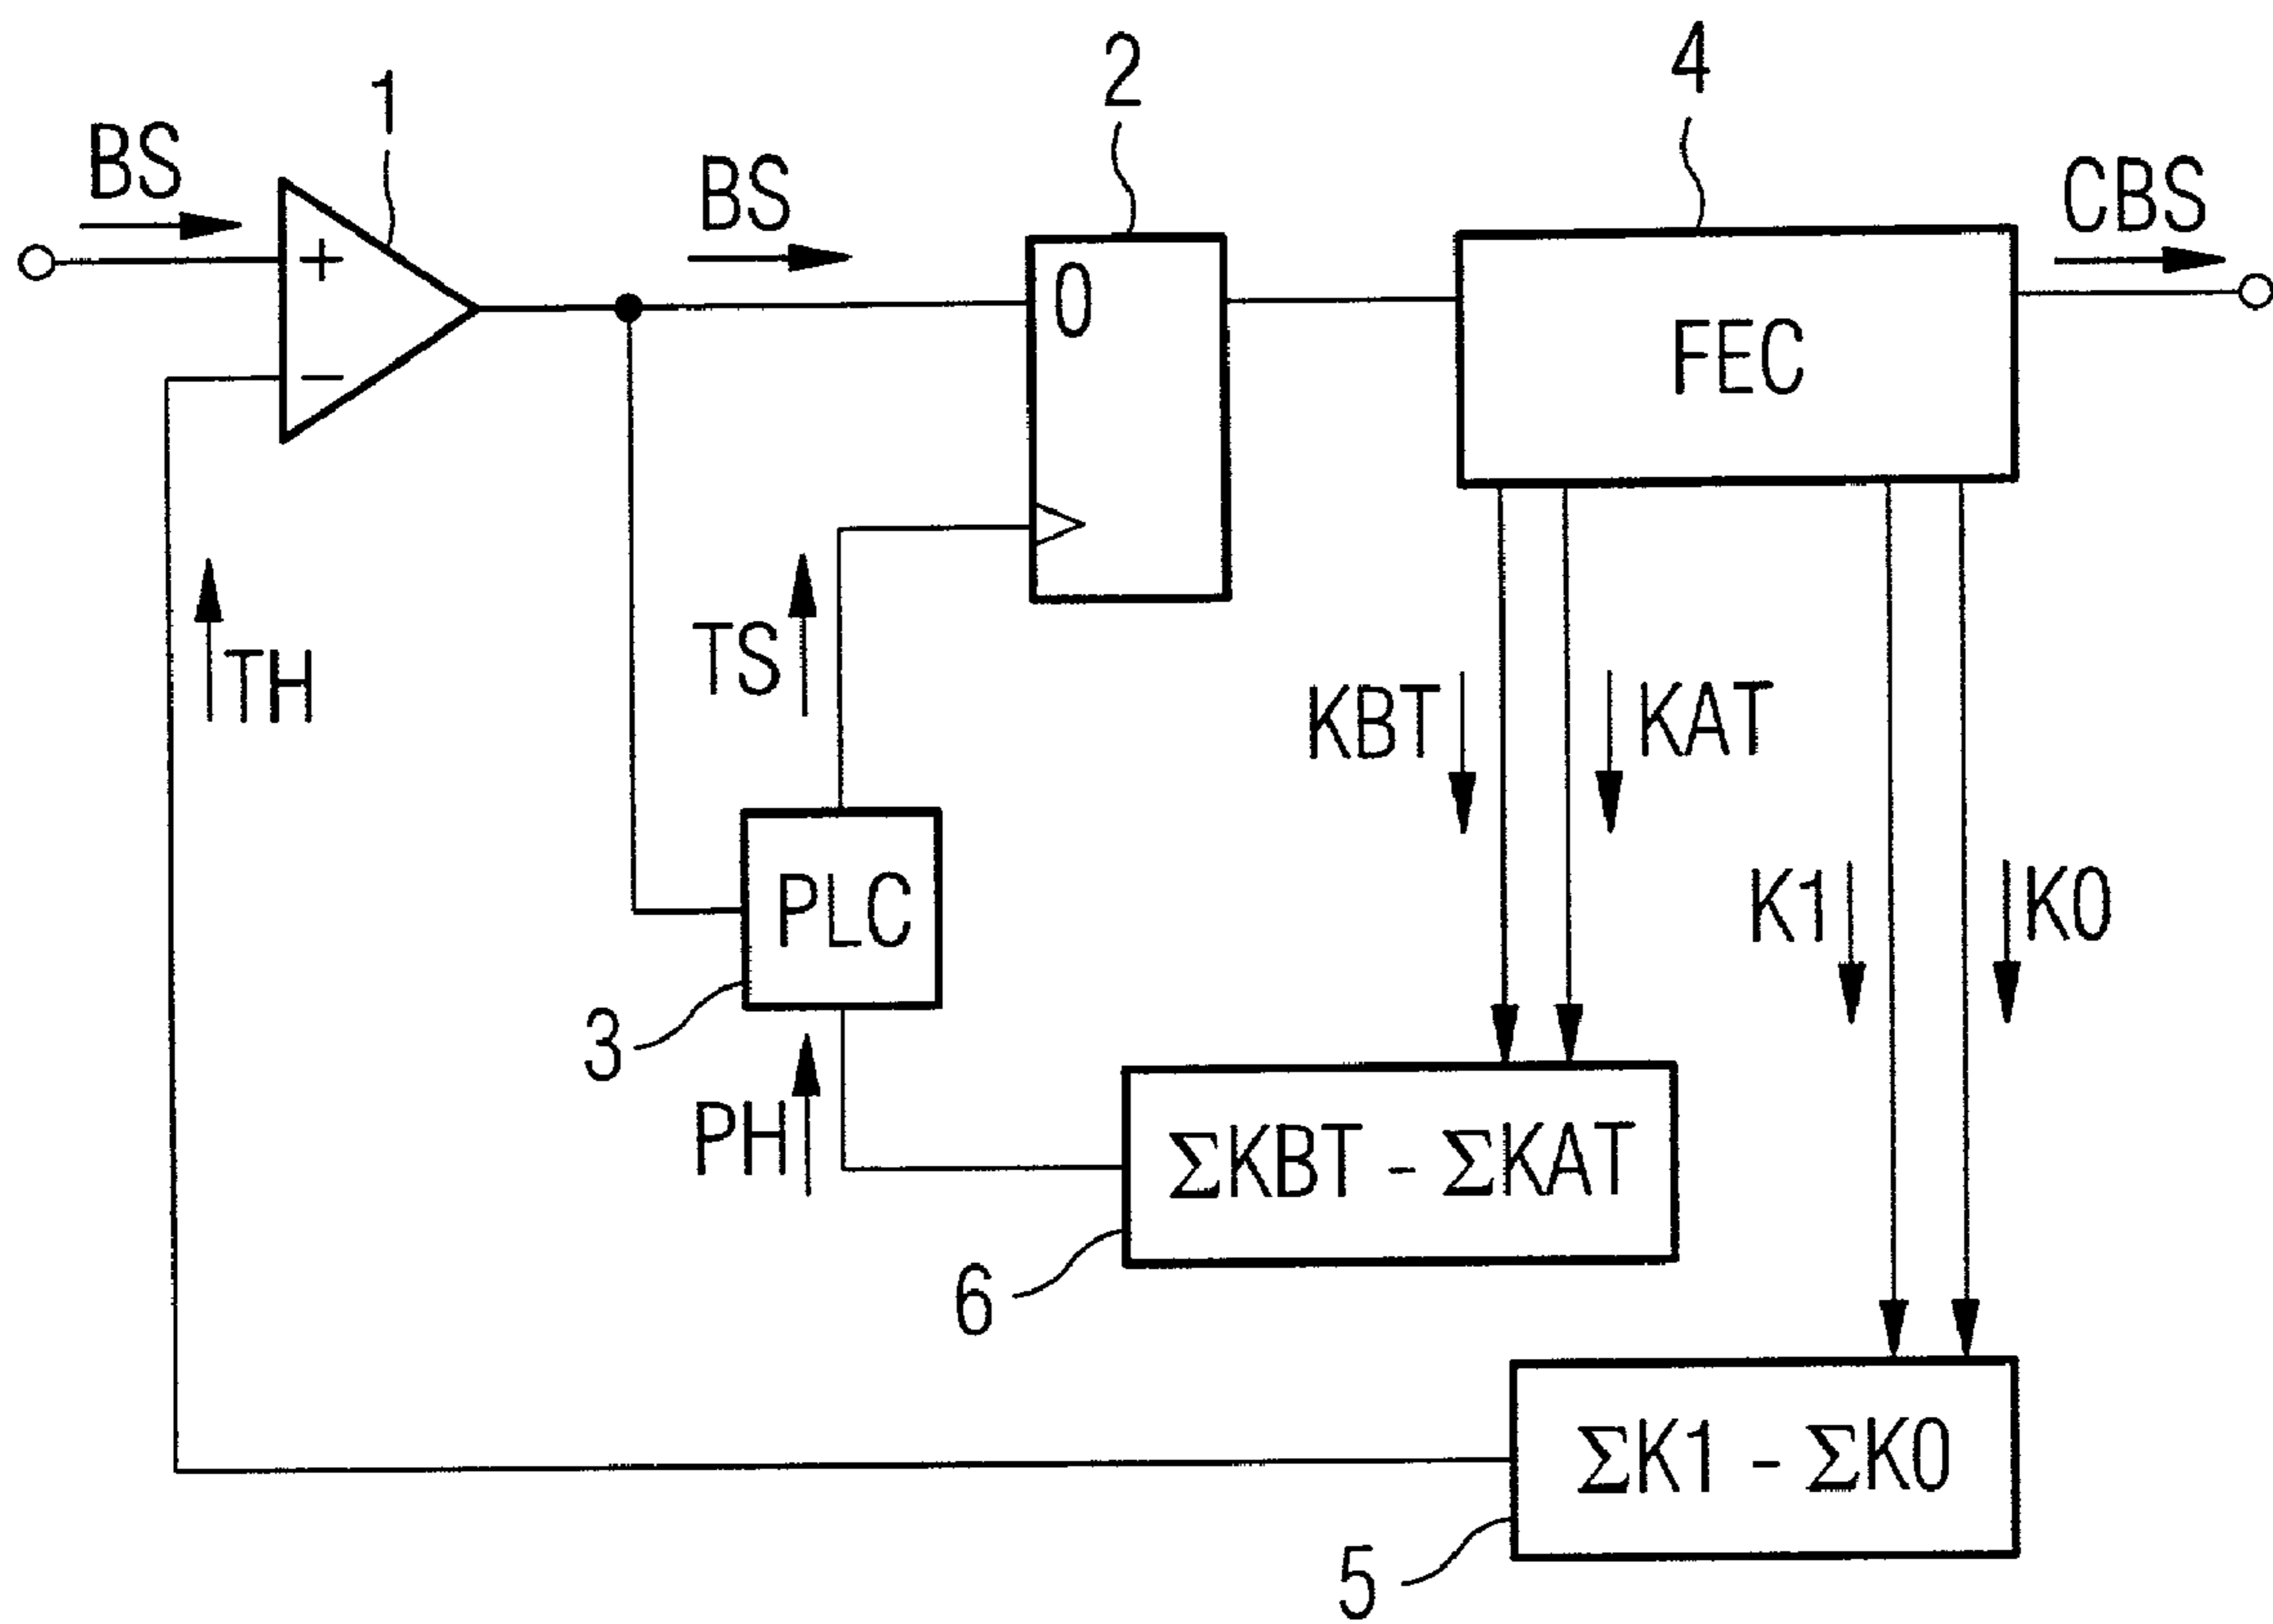 1
2
4
BS
BS
CBS
+
0
FEC
−
TH
TS
KBT
KAT
K1
K0
PLC
3
PH
ΣKBT - ΣKAT
6
ΣK1 - ΣK0
5